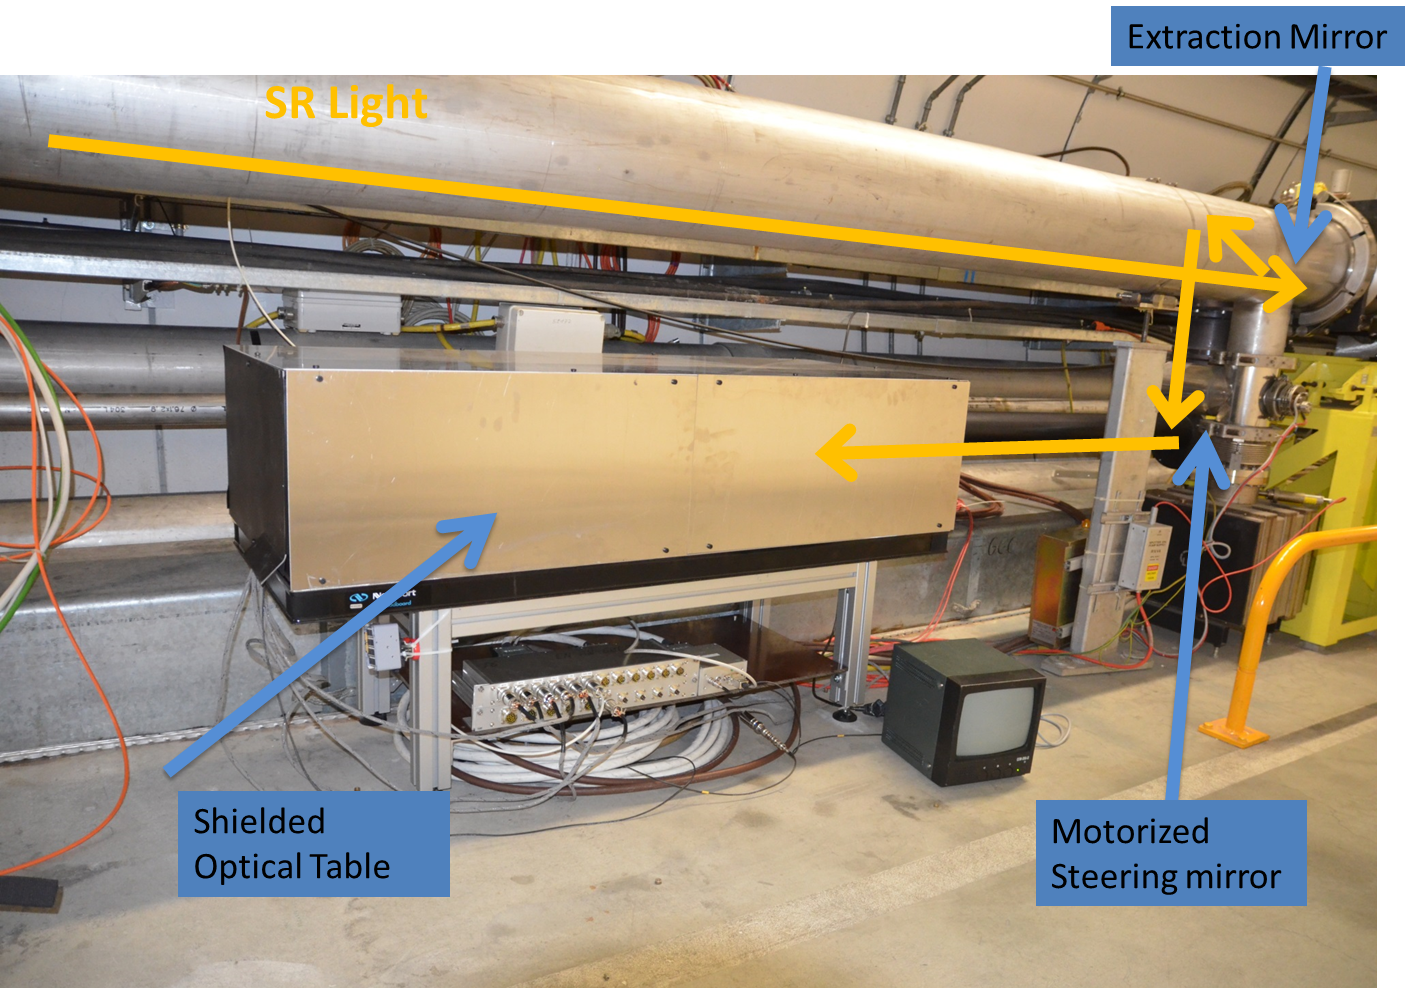 Extraction Mirror
SR Light
Shielded
Optical Table
Motorized
Steering mirror